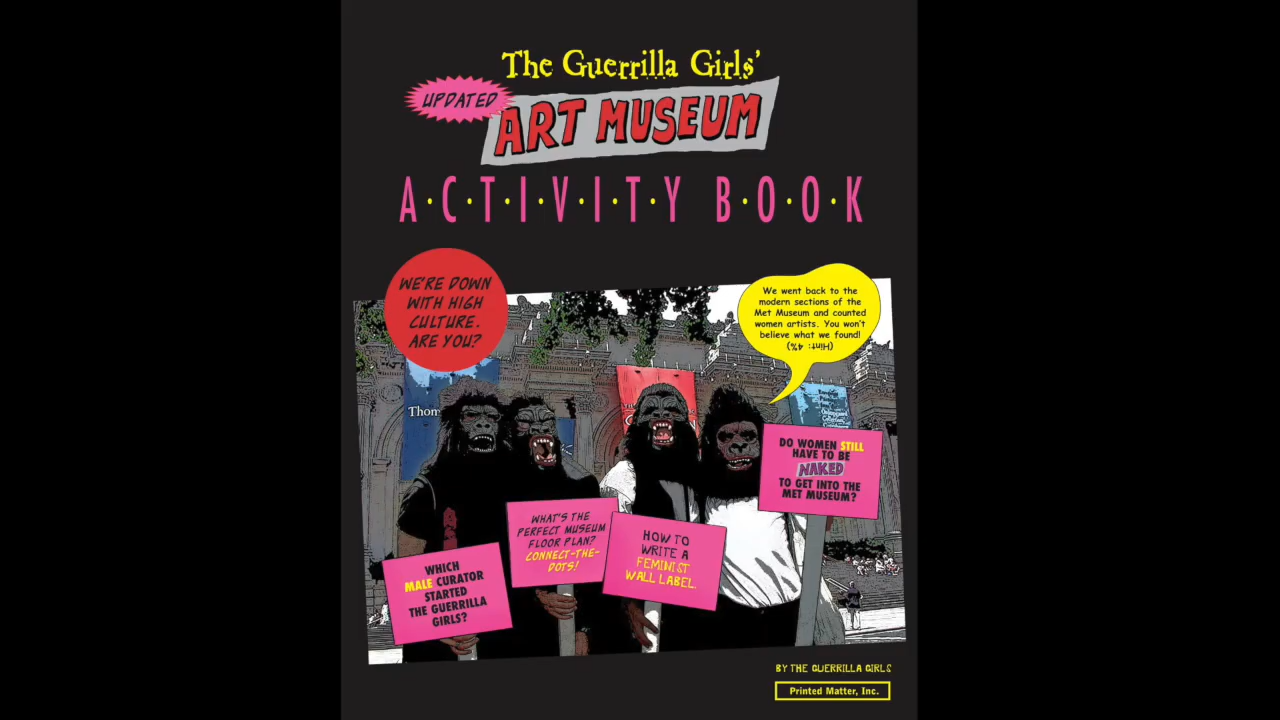 The Guerrilla Girls'
UPDATED
ART MUSEUM
A·C·T·I·V·I·T·Y B·O·O·K
WE'RE DOWN
WITH HIGH
CULTURE.
ARE YOU?
We went back to the
modern sections of the
Met Museum and counted
women artists. You won't
believe what we found!
(Hint: 4%)
Thom
DO WOMEN STILL
HAVE TO BE
NAKED
TO GET INTO THE
MET MUSEUM?
WHAT'S THE
PERFECT MUSEUM
FLOOR PLAN?
CONNECT-THE-
DOTS!
HOW TO
WRITE A
FEMINIST
WALL LABEL.
WHICH
MALE CURATOR
STARTED
THE GUERRILLA
GIRLS?
BY THE GUERRILLA GIRLS
Printed Matter, Inc.